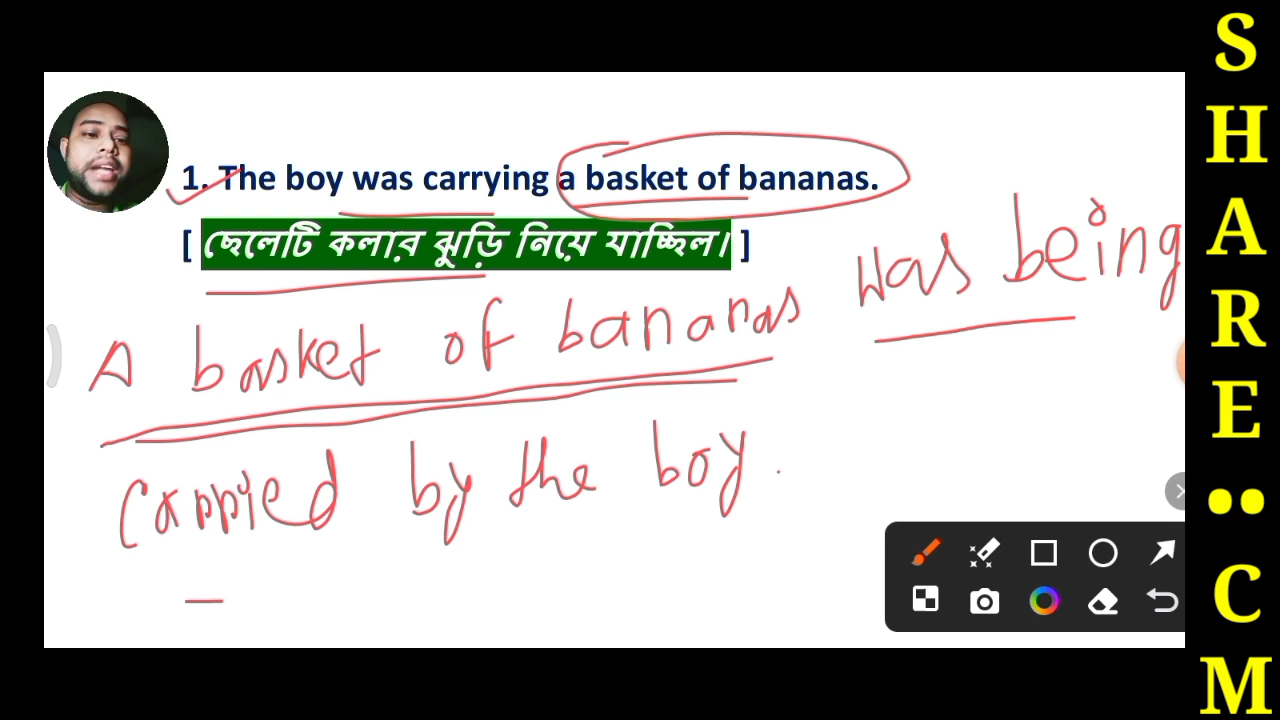 1. The boy was carrying a basket of bananas.
[ ছেলেটি কলার ঝুড়ি নিয়ে যাচ্ছিল। ]
A basket of bananas was being
carried by the boy.
SHARE..CM